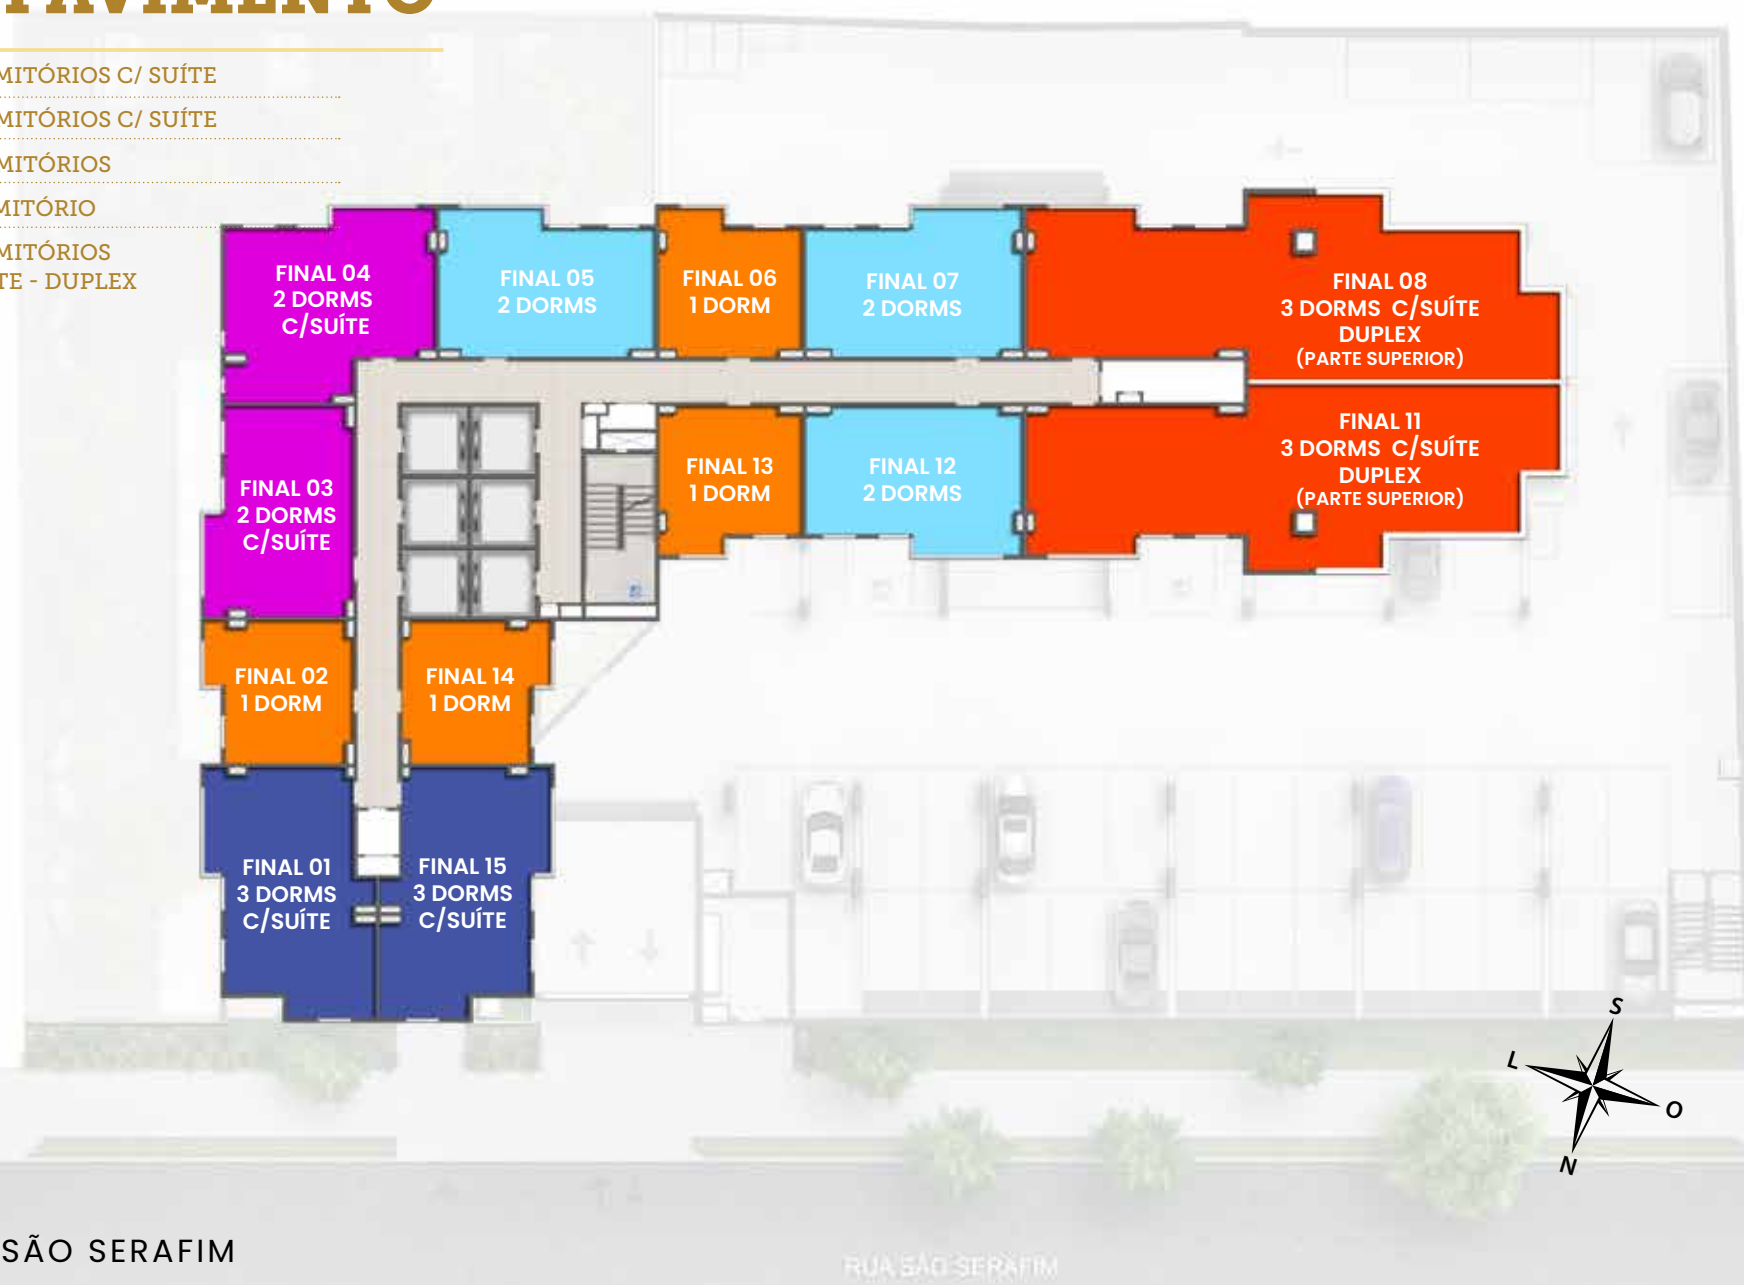 PAVIMENTO
MITÓRIOS C/ SUÍTE
MITÓRIOS C/ SUÍTE
MITÓRIOS
MITÓRIO
MITÓRIOS
TE - DUPLEX
FINAL 04
2 DORMS
C/SUÍTE
FINAL 05
2 DORMS
FINAL 06
1 DORM
FINAL 07
2 DORMS
FINAL 08
3 DORMS C/SUÍTE
DUPLEX
(PARTE SUPERIOR)
FINAL 03
2 DORMS
C/SUÍTE
FINAL 13
1 DORM
FINAL 12
2 DORMS
FINAL 11
3 DORMS C/SUÍTE
DUPLEX
(PARTE SUPERIOR)
FINAL 02
1 DORM
FINAL 14
1 DORM
FINAL 01
3 DORMS
C/SUÍTE
FINAL 15
3 DORMS
C/SUÍTE
S
L
O
N
SÃO SERAFIM
RUA SÃO SERAFIM